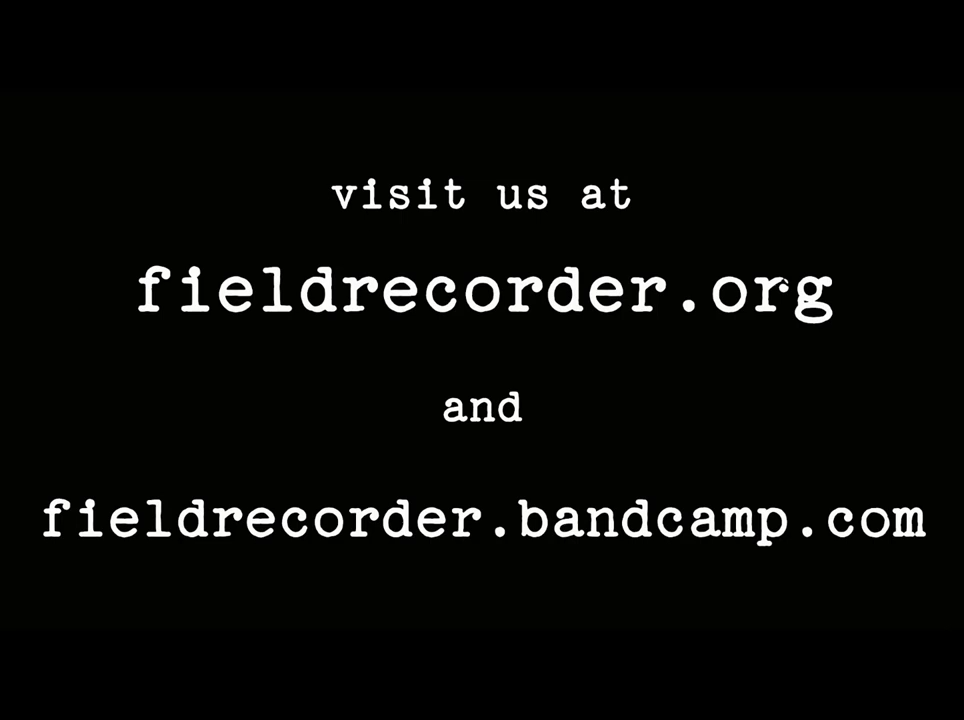 visit us at
fieldrecorder.org
and
fieldrecorder.bandcamp.com